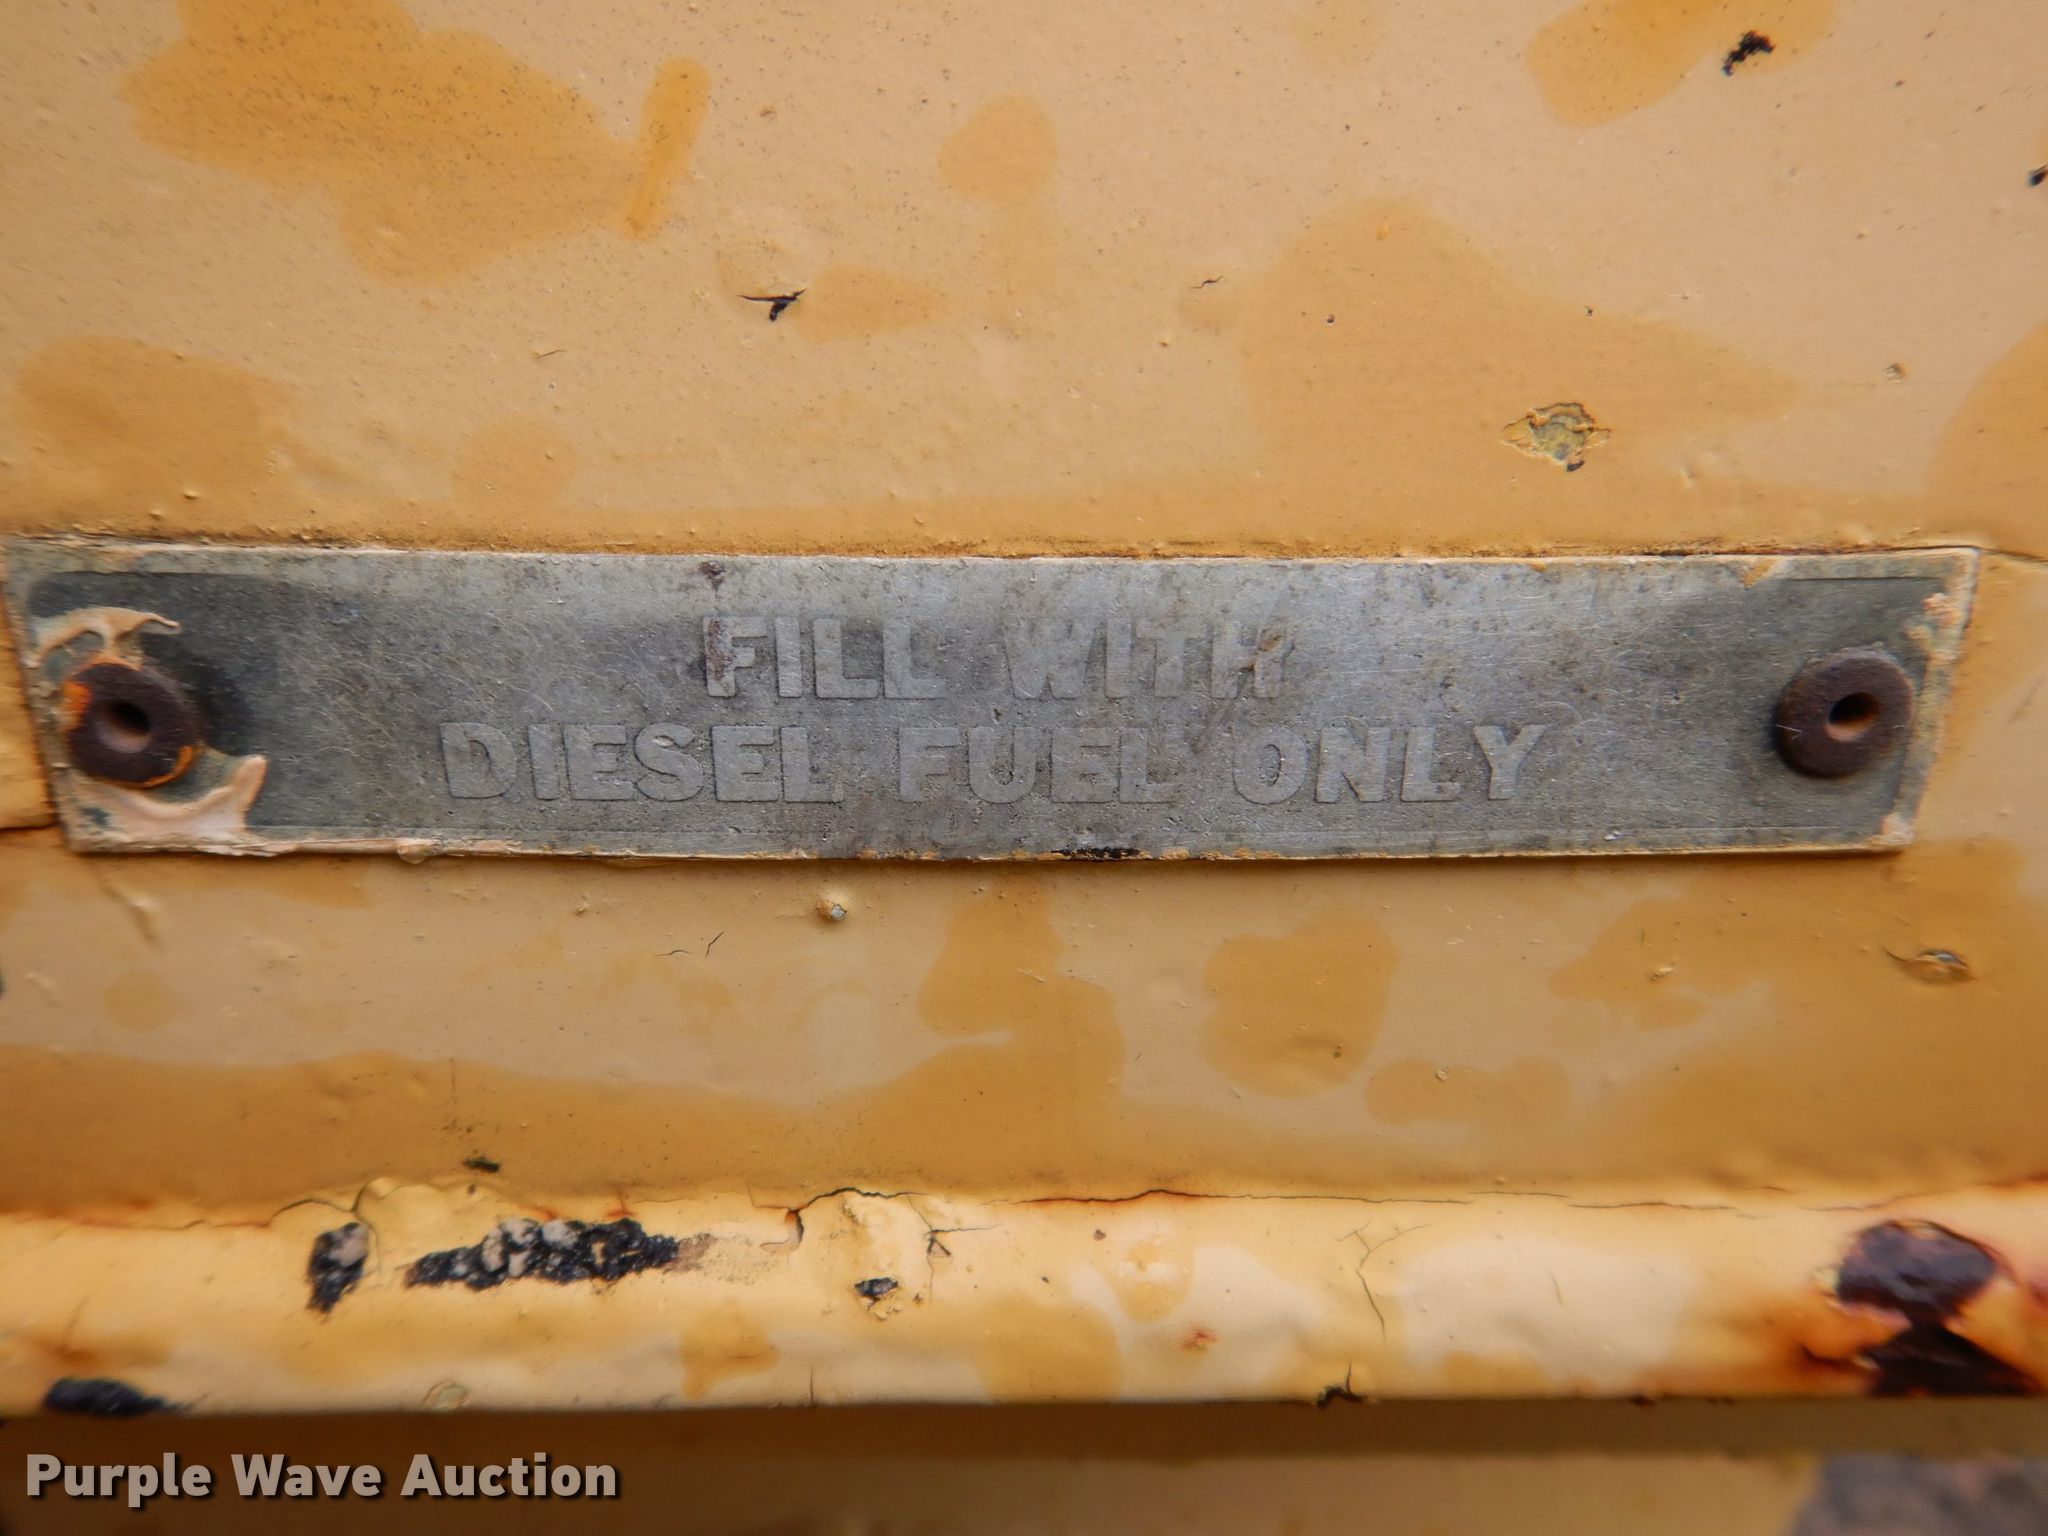 FILL WITH
DIESEL FUEL ONLY
Purple Wave Auction